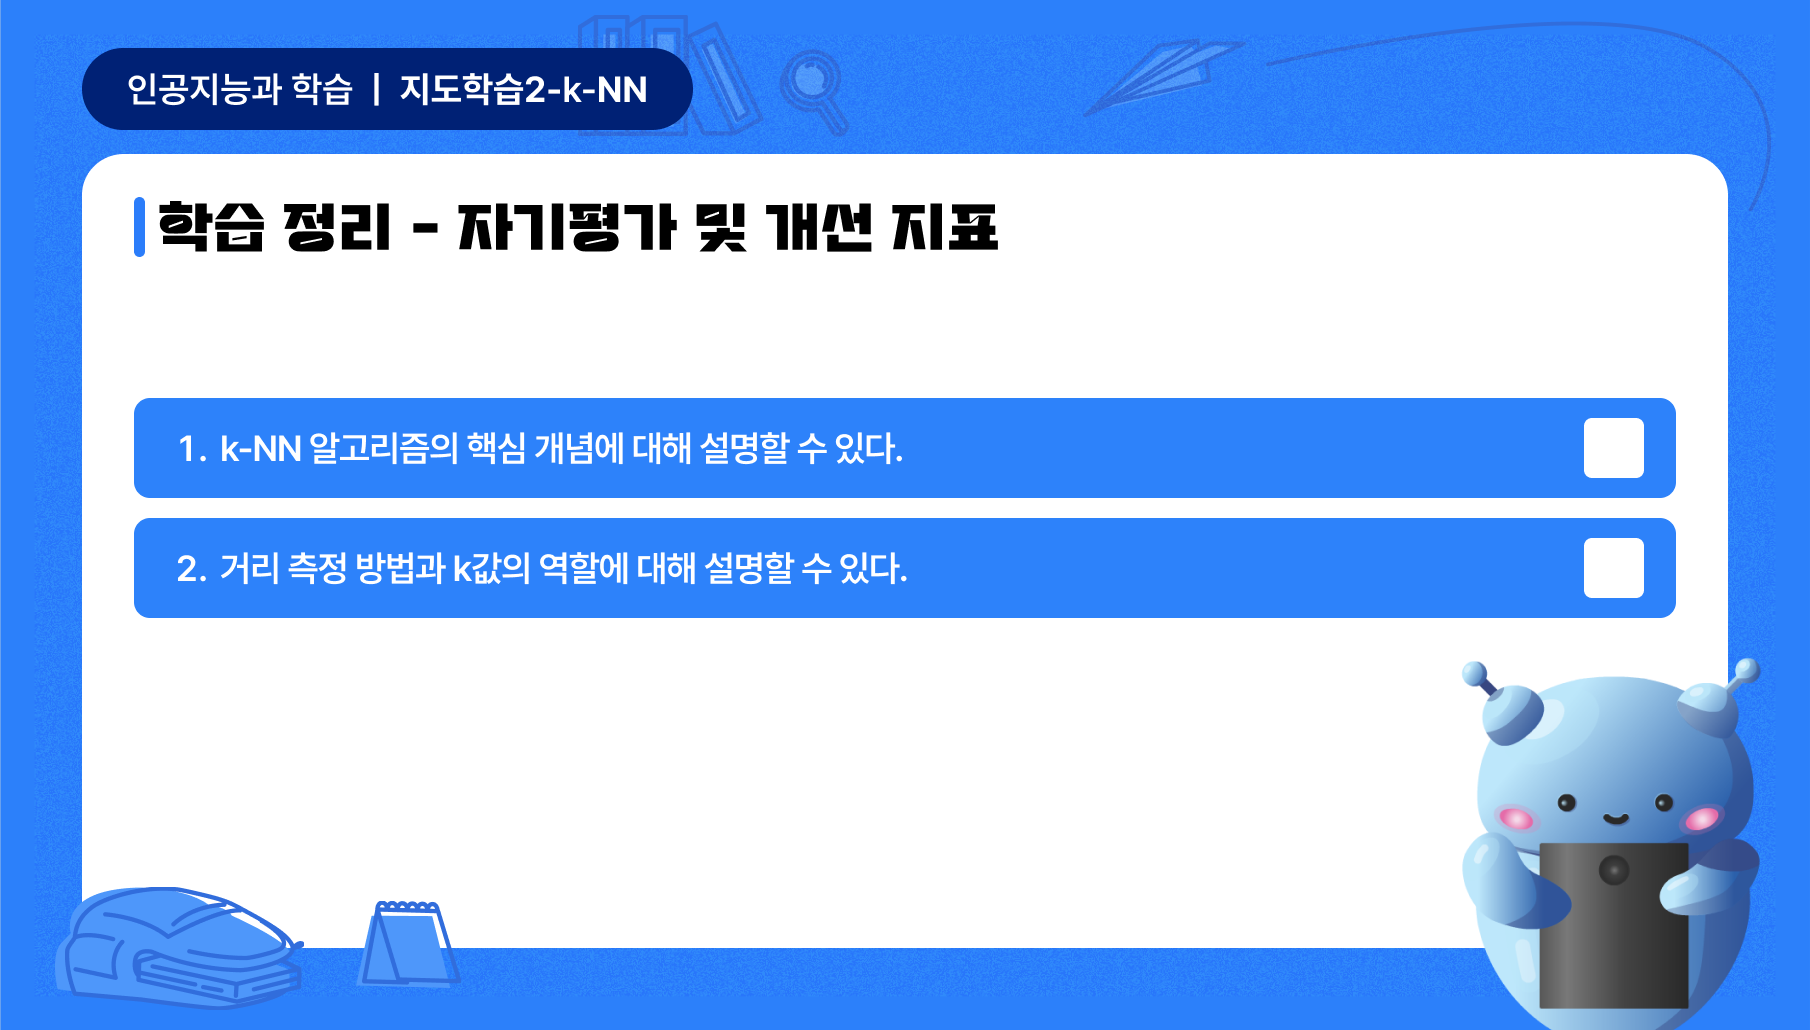 인공지능과 학습 | 지도학습2-k-NN
학습 정리 - 자기평가 및 개선 지표
1. k-NN 알고리즘의 핵심 개념에 대해 설명할 수 있다.
2. 거리 측정 방법과 k값의 역할에 대해 설명할 수 있다.